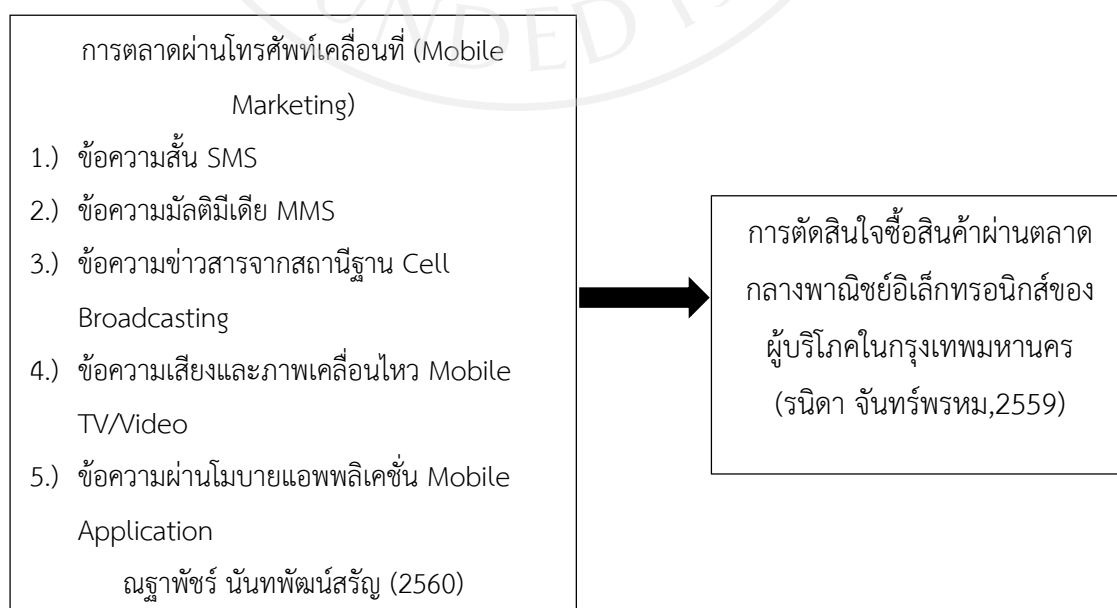 UNDED
การตลาดผ่านโทรศัพท์เคลื่อนที่ (Mobile
Marketing)
1.) ข้อความสั้น SMS
2.) ข้อความมัลติมีเดีย MMS
3.) ข้อความข่าวสารจากสถานีฐาน Cell
Broadcasting
4.) ข้อความเสียงและภาพเคลื่อนไหว Mobile
TV/Video
5.) ข้อความผ่านโมบายแอพพลิเคชั่น Mobile
Application
ณฐาพัชร์ นันทพัฒน์สรัญ (2560)
การตัดสินใจซื้อสินค้าผ่านตลาด
กลางพาณิชย์อิเล็กทรอนิกส์ของ
ผู้บริโภคในกรุงเทพมหานคร
(รนิดา จันทร์พรหม,2559)